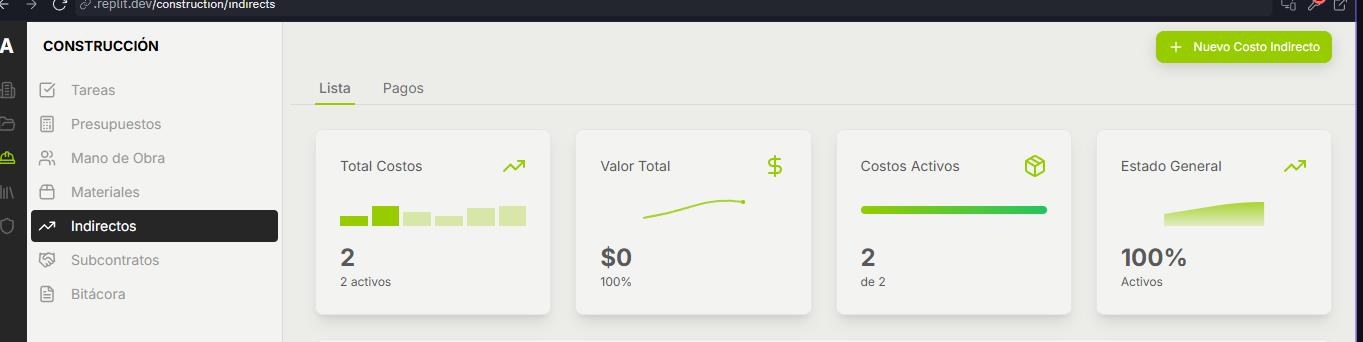 .replit.dev/construction/indirects
A
CONSTRUCCIÓN
Tareas
Presupuestos
Mano de Obra
Materiales
Indirectos
Subcontratos
Bitácora
+ Nuevo Costo Indirecto
Lista Pagos
Total Costos
2
2 activos
Valor Total
$
$0
100%
Costos Activos
2
de 2
Estado General
100%
Activos